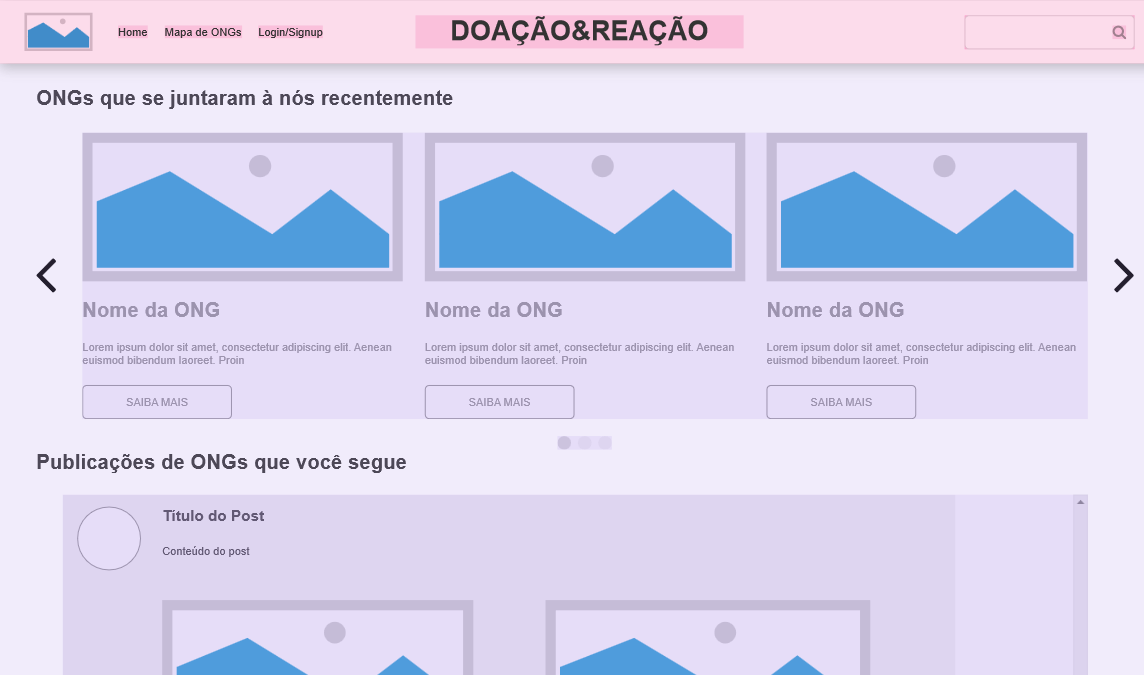 Home Mapa de ONGs Login/Signup DOAÇÃO&REAÇÃO
ONGs que se juntaram à nós recentemente
Nome da ONG
Lorem ipsum dolor sit amet, consectetur adipiscing elit. Aenean
euismod bibendum laoreet. Proin
SAIBA MAIS
Nome da ONG
Lorem ipsum dolor sit amet, consectetur adipiscing elit. Aenean
euismod bibendum laoreet. Proin
SAIBA MAIS
Nome da ONG
Lorem ipsum dolor sit amet, consectetur adipiscing elit. Aenean
euismod bibendum laoreet. Proin
SAIBA MAIS
Publicações de ONGs que você segue
Título do Post
Conteúdo do post